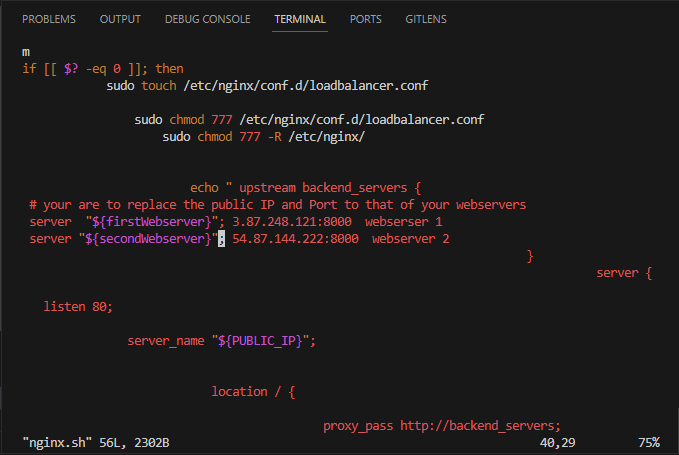 PROBLEMS OUTPUT DEBUG CONSOLE TERMINAL PORTS GITLENS
m
if [[ $? -eq 0 ]]; then
sudo touch /etc/nginx/conf.d/loadbalancer.conf
sudo chmod 777 /etc/nginx/conf.d/loadbalancer.conf
sudo chmod 777 -R /etc/nginx/
echo " upstream backend_servers {
# your are to replace the public IP and Port to that of your webservers
server  "${firstWebserver}"; 3.87.248.121:8000  webserser 1
server "${secondWebserver}"; 54.87.144.222:8000  webserver 2
}
server {
listen 80;
server_name "${PUBLIC_IP}";
location / {
proxy_pass http://backend_servers;
"nginx.sh" 56L, 2302B 40,29 75%